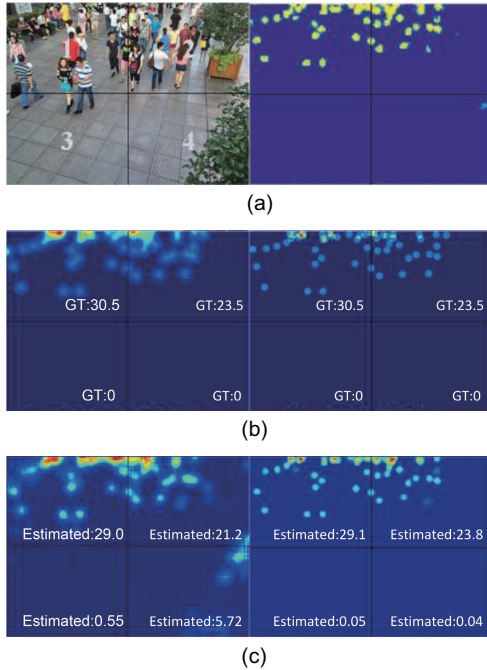 1 2
3 4
(a)
GT:30.5 GT:23.5 GT:30.5 GT:23.5
GT:0 GT:0 GT:0 GT:0
(b)
Estimated:29.0 Estimated:21.2 Estimated:29.1 Estimated:23.8
Estimated:0.55 Estimated:5.72 Estimated:0.05 Estimated:0.04
(c)